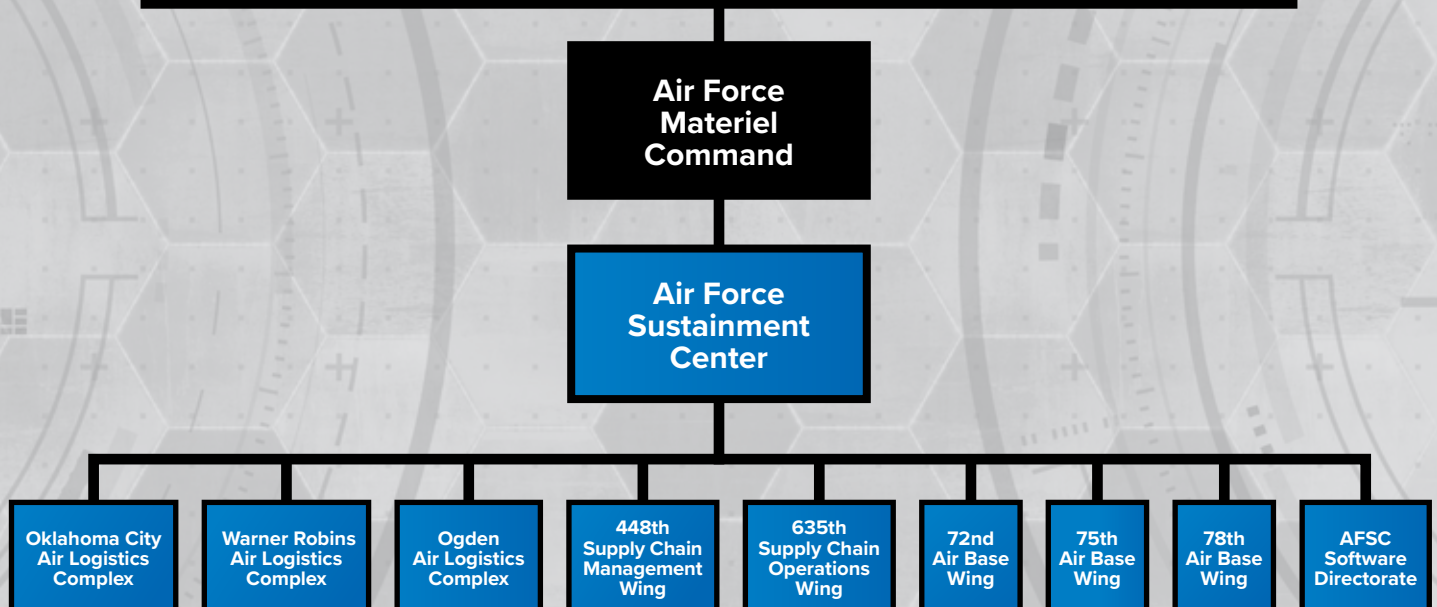 Air Force
Materiel
Command
Air Force
Sustainment
Center
Oklahoma City
Air Logistics
Complex
Warner Robins
Air Logistics
Complex
Ogden
Air Logistics
Complex
448th
Supply Chain
Management
Wing
635th
Supply Chain
Operations
Wing
72nd
Air Base
Wing
75th
Air Base
Wing
78th
Air Base
Wing
AFSC
Software
Directorate